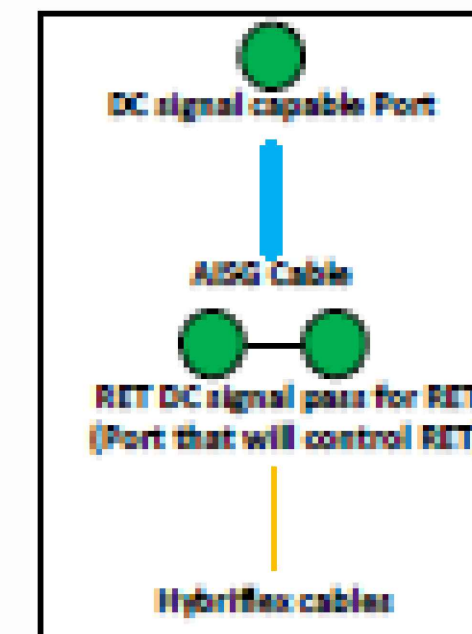 DC signal capable Port
AISG Cable
RET DC signal pass for RET
(Port that will control RET
Hybriflex cables